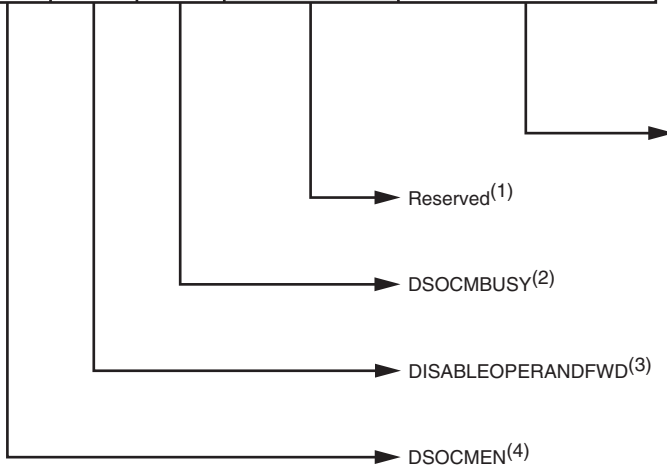 Reserved(1)
DSOCMBUSY(2)
DISABLEOPERANDFWD(3)
DSOCMEN(4)